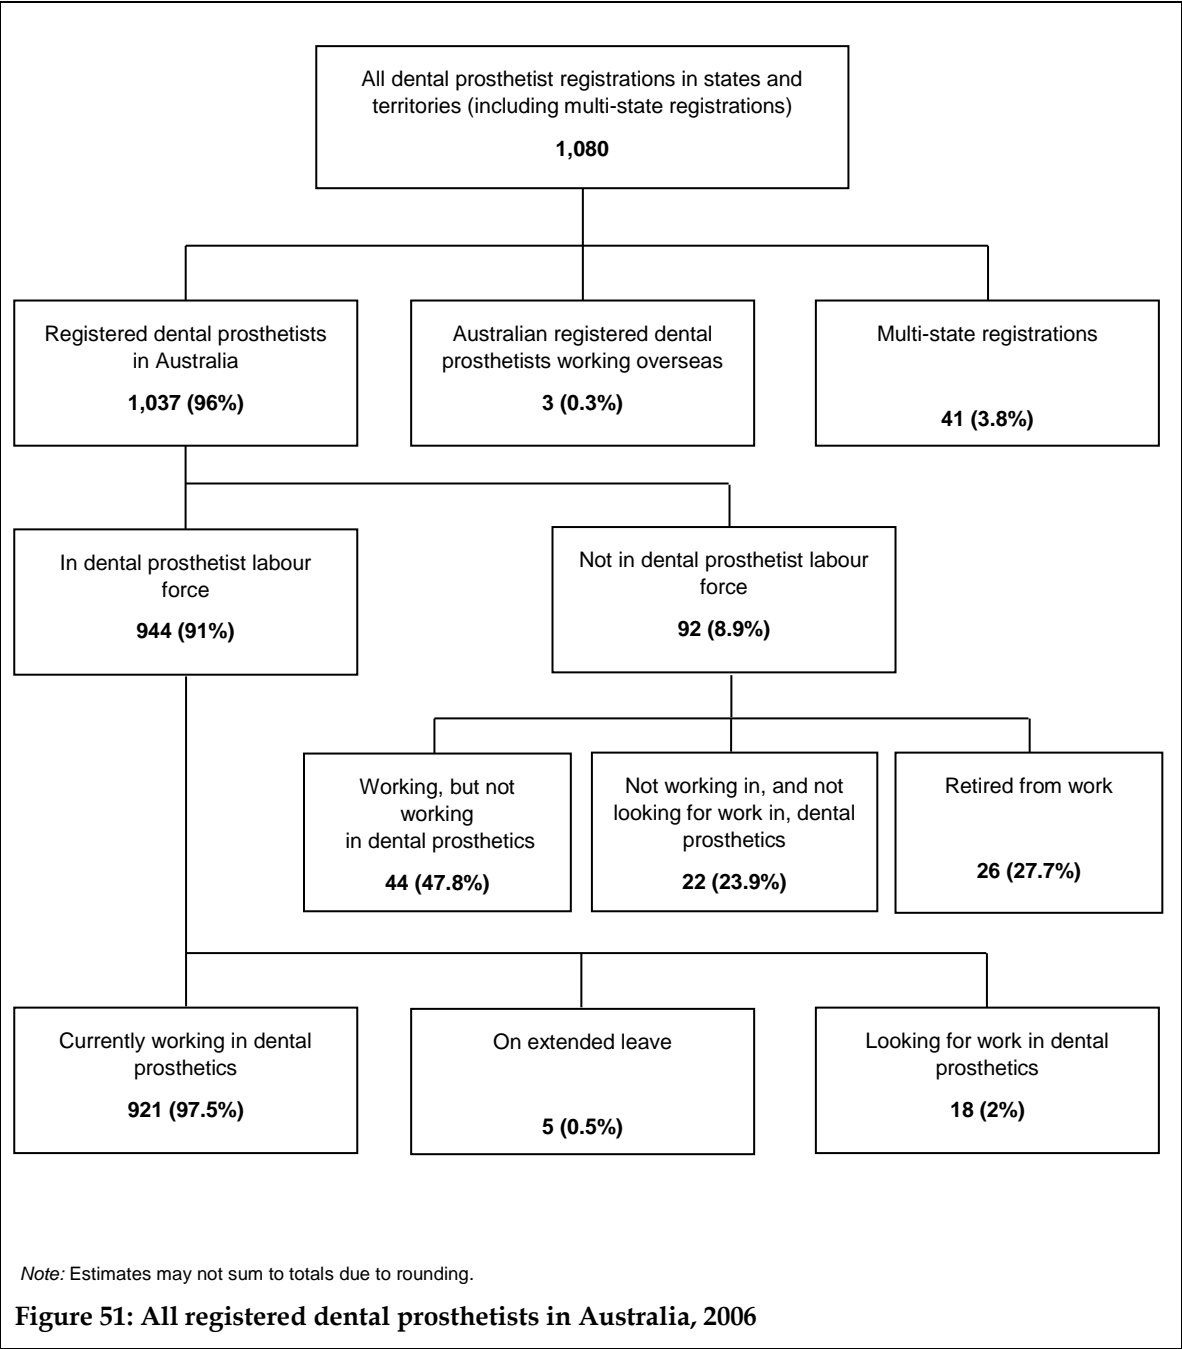 All dental prosthetist registrations in states and
territories (including multi-state registrations)
1,080
Registered dental prosthetists
in Australia
1,037 (96%)
Australian registered dental
prosthetists working overseas
3 (0.3%)
Multi-state registrations
41 (3.8%)
In dental prosthetist labour
force
944 (91%)
Not in dental prosthetist labour
force
92 (8.9%)
Working, but not
working
in dental prosthetics
44 (47.8%)
Not working in, and not
looking for work in, dental
prosthetics
22 (23.9%)
Retired from work
26 (27.7%)
Currently working in dental
prosthetics
921 (97.5%)
On extended leave
5 (0.5%)
Looking for work in dental
prosthetics
18 (2%)
Note: Estimates may not sum to totals due to rounding.
Figure 51: All registered dental prosthetists in Australia, 2006